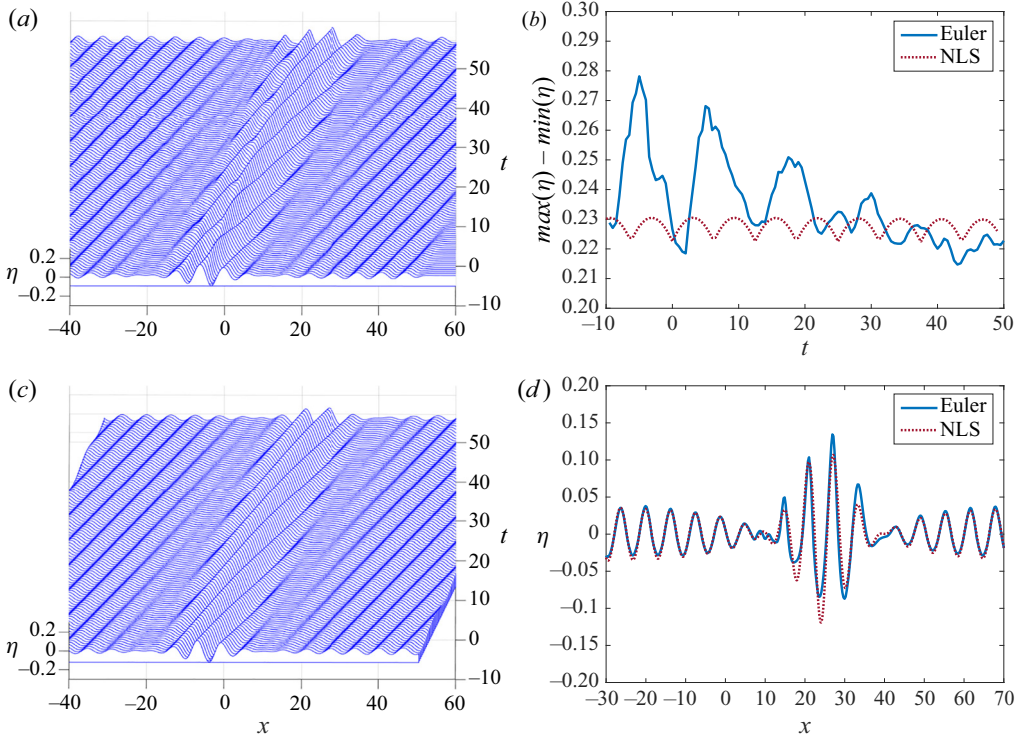 (a)
50
40
30
t
20
10
0
−10
η
0.2
0
−0.2
−40 −20 0 20 40 60
(b)
0.30
0.29
0.28
0.27
0.26
0.25
0.24
0.23
0.22
0.21
0.20
max(η) − min(η)
Euler
NLS
−10 0 10 20 30 40 50
t
(c)
50
40
30
t
20
10
0
−10
η
0.2
0
−0.2
−40 −20 0 20 40 60
x
(d)
0.20
0.15
0.10
0.05
η
0
−0.05
−0.1
−0.15
−0.20
Euler
NLS
−30 −20 −10 0 10 20 30 40 50 60 70
x